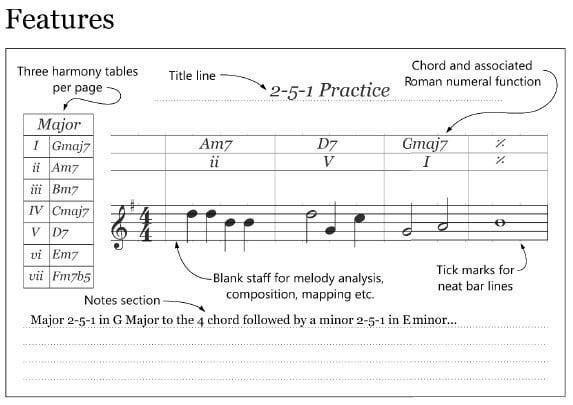 Features
Three harmony tables
per page
Title line
2-5-1 Practice
Chord and associated
Roman numeral function
Major
I Gmaj7
ii Am7
iii Bm7
IV Cmaj7
V D7
vi Em7
vii Fm7b5
Am7 D7 Gmaj7 %
ii V I %
4
4
Blank staff for melody analysis,
composition, mapping etc.
Tick marks for
neat bar lines
Notes section
Major 2-5-1 in G Major to the 4 chord followed by a minor 2-5-1 in E minor...